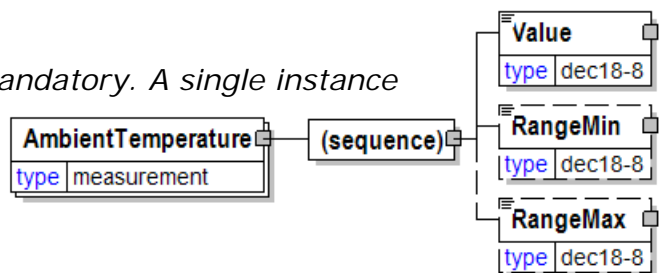 Value
type dec18-8
andatory. A single instance
AmbientTemperature
type measurement
(sequence)
RangeMin
type dec18-8
RangeMax
type dec18-8